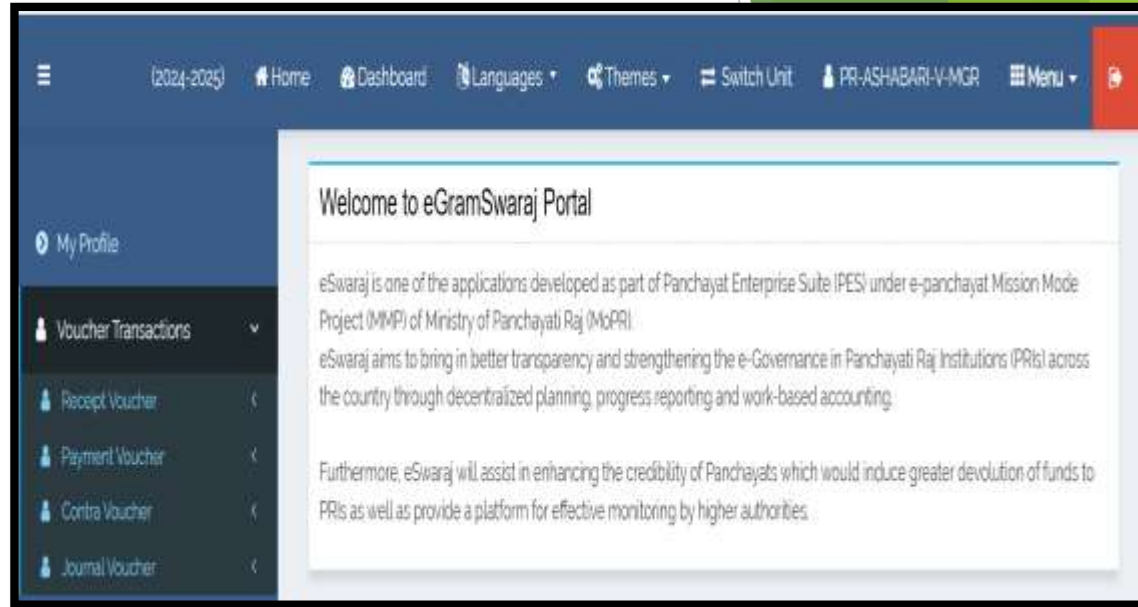 (2024-2025) Home Dashboard Languages Themes Switch Unit PR-ASHABARI-V-MGR Menu
My Profile
Voucher Transactions
Receipt Voucher
Payment Voucher
Contra Voucher
Journal Voucher
Welcome to eGramSwaraj Portal
eSwaraj is one of the applications developed as part of Panchayat Enterprise Suite (PES) under e-panchayat Mission Mode
Project (MMP) of Ministry of Panchayati Raj (MoPR).
eSwaraj aims to bring in better transparency and strengthening the e-Governance in Panchayati Raj Institutions (PRIs) across
the country through decentralized planning, progress reporting and work-based accounting.
Furthermore, eSwaraj will assist in enhancing the credibility of Panchayats which would induce greater devolution of funds to
PRIs as well as provide a platform for effective monitoring by higher authorities.